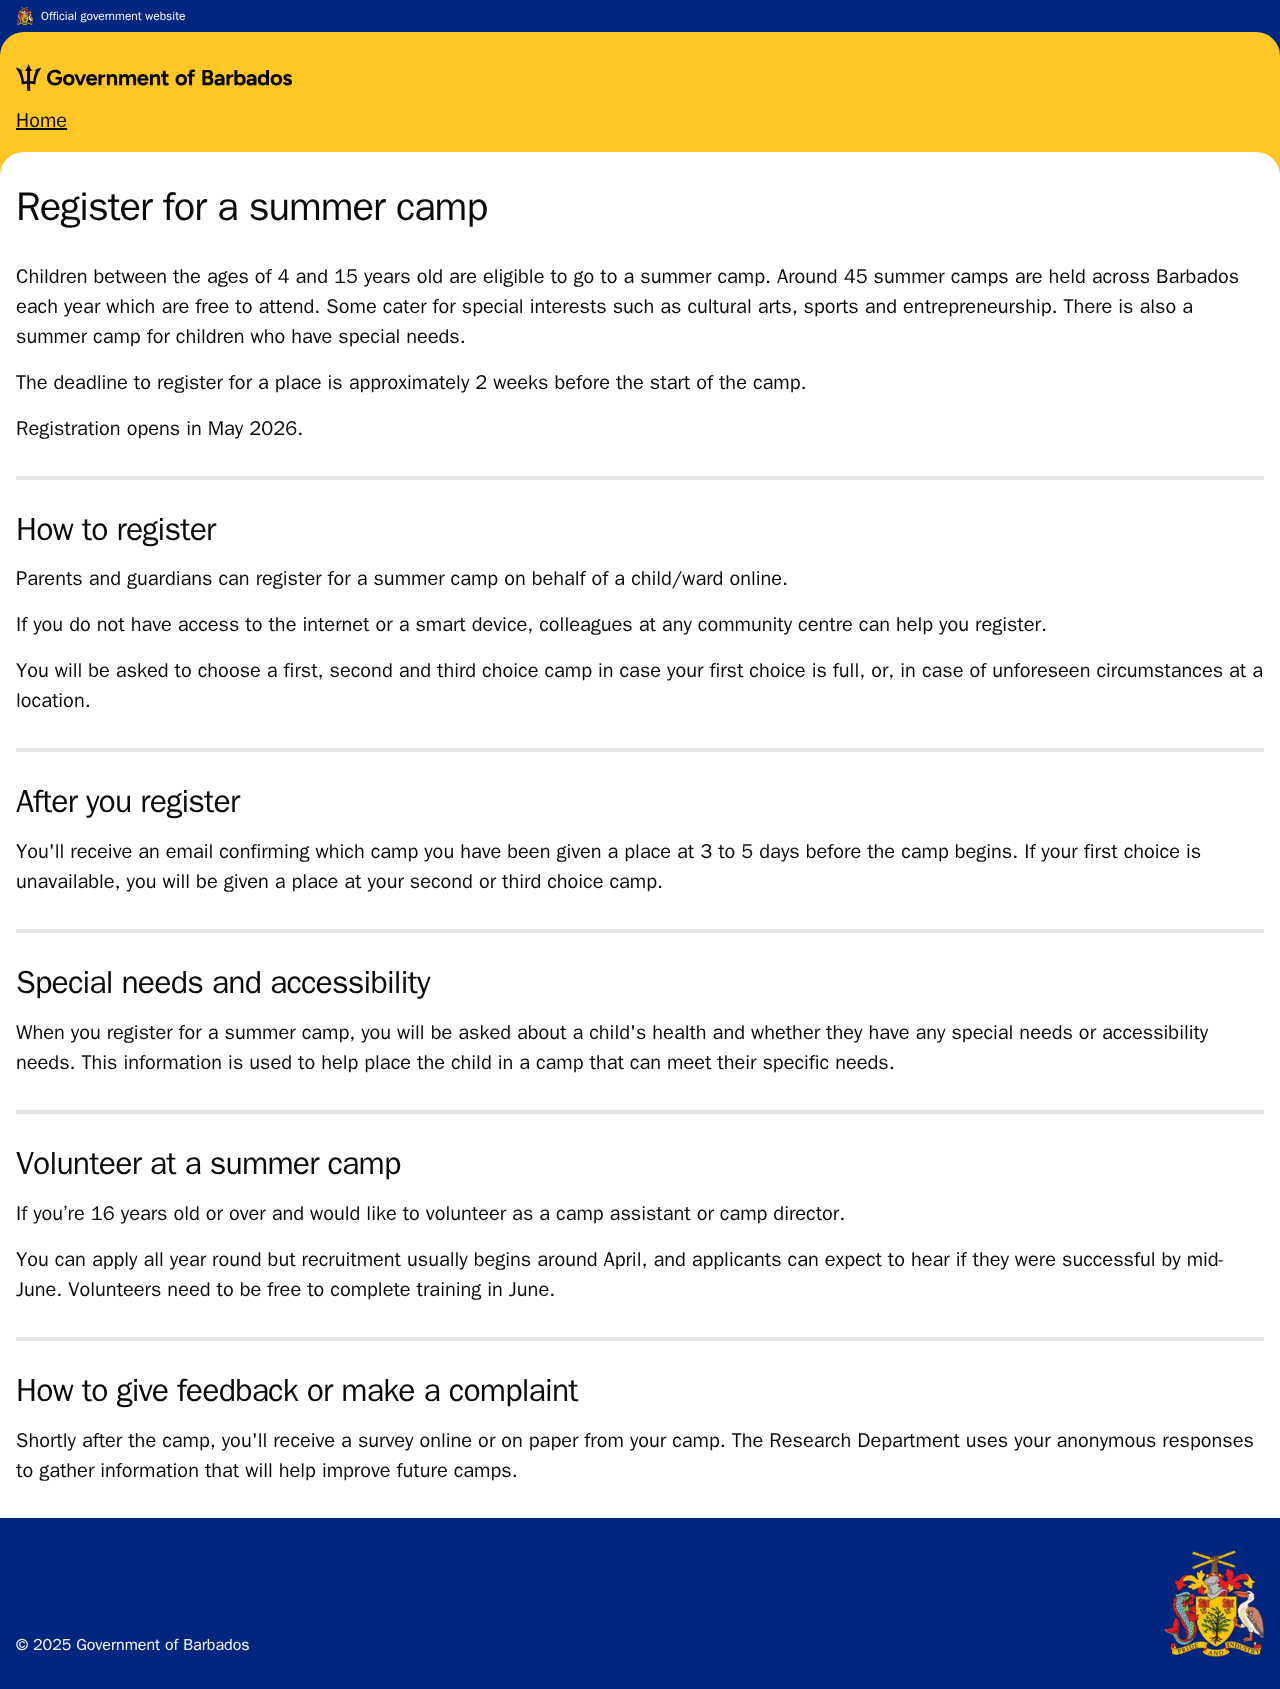 Official government website
Government of Barbados
Home
Register for a summer camp
Children between the ages of 4 and 15 years old are eligible to go to a summer camp. Around 45 summer camps are held across Barbados
each year which are free to attend. Some cater for special interests such as cultural arts, sports and entrepreneurship. There is also a
summer camp for children who have special needs.
The deadline to register for a place is approximately 2 weeks before the start of the camp.
Registration opens in May 2026.
How to register
Parents and guardians can register for a summer camp on behalf of a child/ward online.
If you do not have access to the internet or a smart device, colleagues at any community centre can help you register.
You will be asked to choose a first, second and third choice camp in case your first choice is full, or, in case of unforeseen circumstances at a
location.
After you register
You'll receive an email confirming which camp you have been given a place at 3 to 5 days before the camp begins. If your first choice is
unavailable, you will be given a place at your second or third choice camp.
Special needs and accessibility
When you register for a summer camp, you will be asked about a child's health and whether they have any special needs or accessibility
needs. This information is used to help place the child in a camp that can meet their specific needs.
Volunteer at a summer camp
If you’re 16 years old or over and would like to volunteer as a camp assistant or camp director.
You can apply all year round but recruitment usually begins around April, and applicants can expect to hear if they were successful by mid-
June. Volunteers need to be free to complete training in June.
How to give feedback or make a complaint
Shortly after the camp, you'll receive a survey online or on paper from your camp. The Research Department uses your anonymous responses
to gather information that will help improve future camps.
PRIDE AND INDUSTRY
© 2025 Government of Barbados